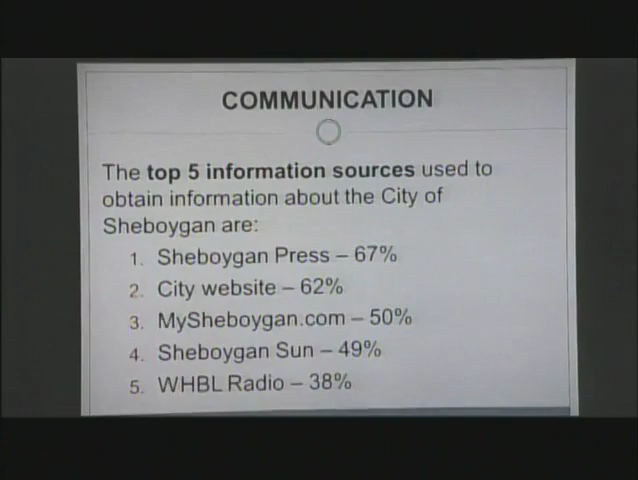 COMMUNICATION
The top 5 information sources used to
obtain information about the City of
Sheboygan are:
1. Sheboygan Press – 67%
2. City website – 62%
3. MySheboygan.com – 50%
4. Sheboygan Sun – 49%
5. WHBL Radio – 38%